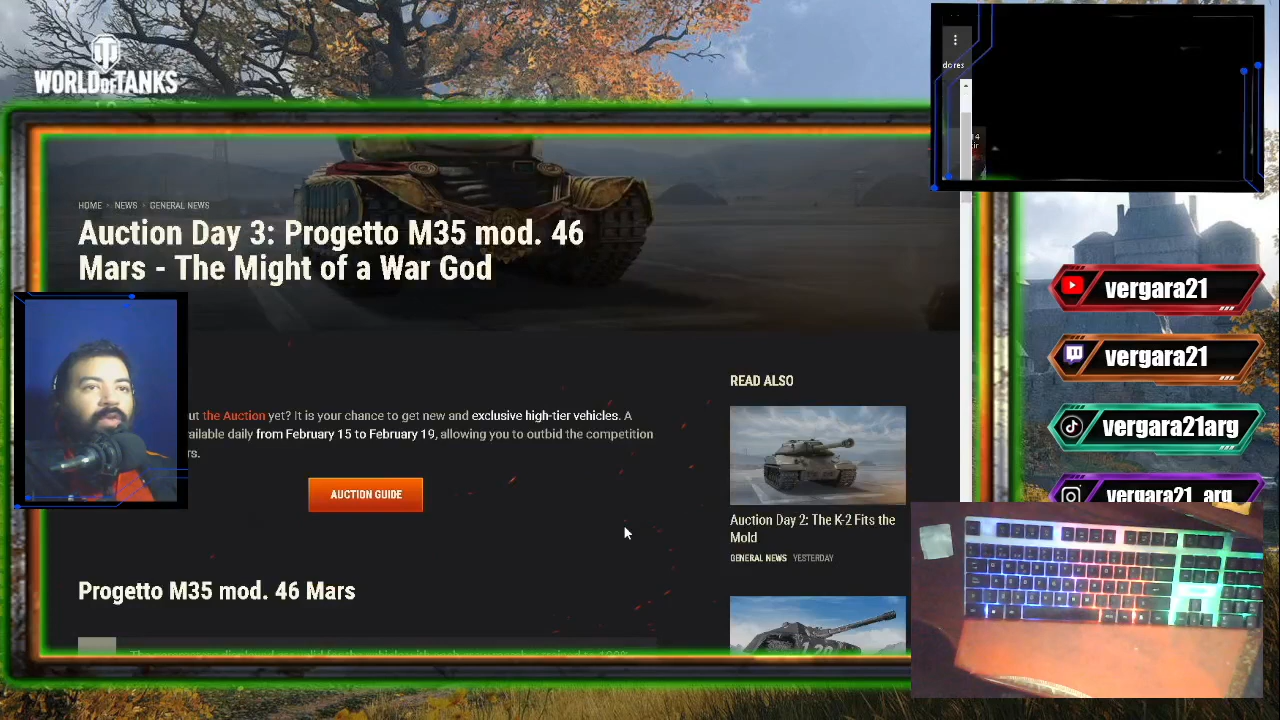 WORLD OF TANKS
dores
HOME > NEWS > GENERAL NEWS
Auction Day 3: Progetto M35 mod. 46
Mars - The Might of a War God
vergara21
vergara21
vergara21arg
vergara21_arg
READ ALSO
the Auction yet? It is your chance to get new and exclusive high-tier vehicles. A
ailable daily from February 15 to February 19, allowing you to outbid the competition
rs.
AUCTION GUIDE
Auction Day 2: The K-2 Fits the
Mold
GENERAL NEWS YESTERDAY
Progetto M35 mod. 46 Mars